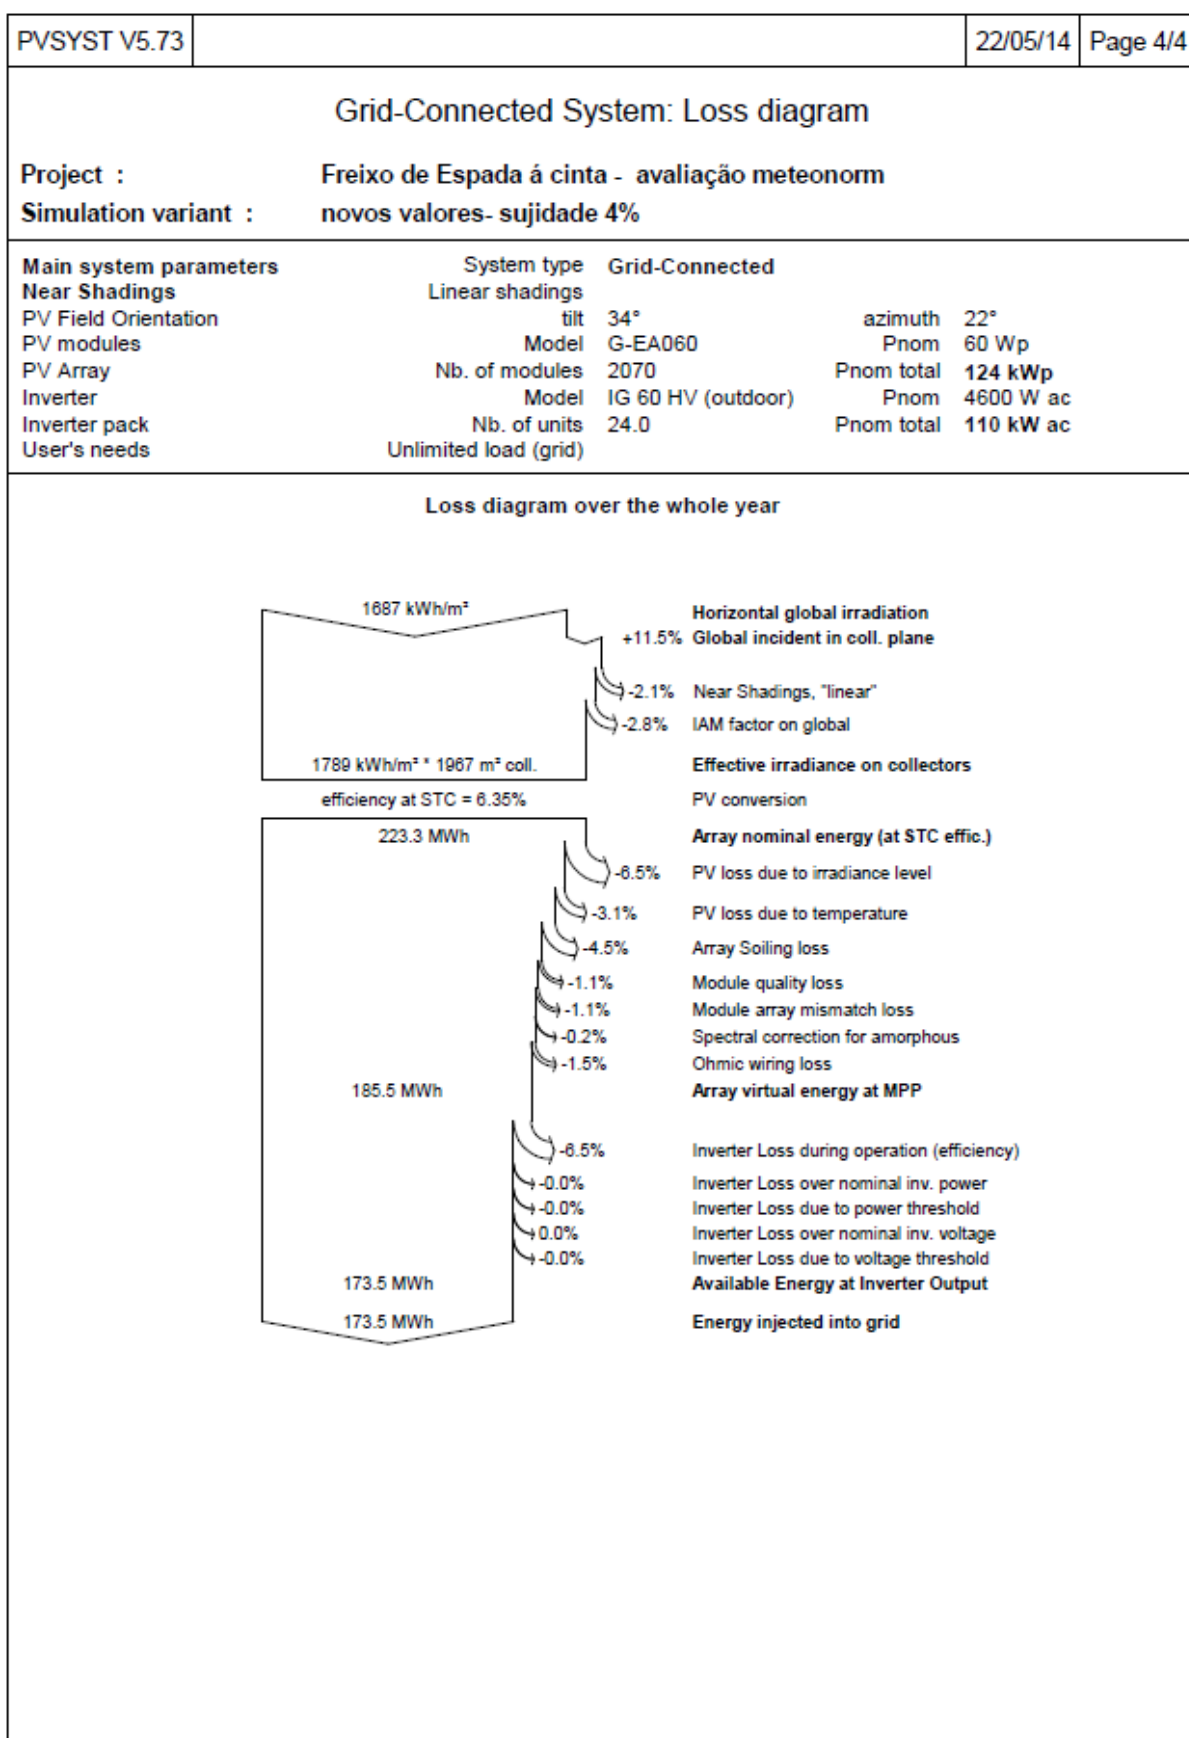 PVSYST V5.73 22/05/14 Page 4/4
Grid-Connected System: Loss diagram
Project : Freixo de Espada á cinta - avaliação meteonorm
Simulation variant : novos valores- sujidade 4%
Main system parameters System type Grid-Connected
Near Shadings Linear shadings
PV Field Orientation tilt 34° azimuth 22°
PV modules Model G-EA060 Pnom 60 Wp
PV Array Nb. of modules 2070 Pnom total 124 kWp
Inverter Model IG 60 HV (outdoor) Pnom 4600 W ac
Inverter pack Nb. of units 24.0 Pnom total 110 kW ac
User's needs Unlimited load (grid)
Loss diagram over the whole year
1687 kWh/m² Horizontal global irradiation
+11.5% Global incident in coll. plane
-2.1% Near Shadings, "linear"
-2.8% IAM factor on global
1789 kWh/m² * 1967 m² coll. Effective irradiance on collectors
efficiency at STC = 6.35% PV conversion
223.3 MWh Array nominal energy (at STC effic.)
-6.5% PV loss due to irradiance level
-3.1% PV loss due to temperature
-4.5% Array Soiling loss
-1.1% Module quality loss
-1.1% Module array mismatch loss
-0.2% Spectral correction for amorphous
-1.5% Ohmic wiring loss
185.5 MWh Array virtual energy at MPP
-6.5% Inverter Loss during operation (efficiency)
-0.0% Inverter Loss over nominal inv. power
-0.0% Inverter Loss due to power threshold
0.0% Inverter Loss over nominal inv. voltage
-0.0% Inverter Loss due to voltage threshold
173.5 MWh Available Energy at Inverter Output
173.5 MWh Energy injected into grid